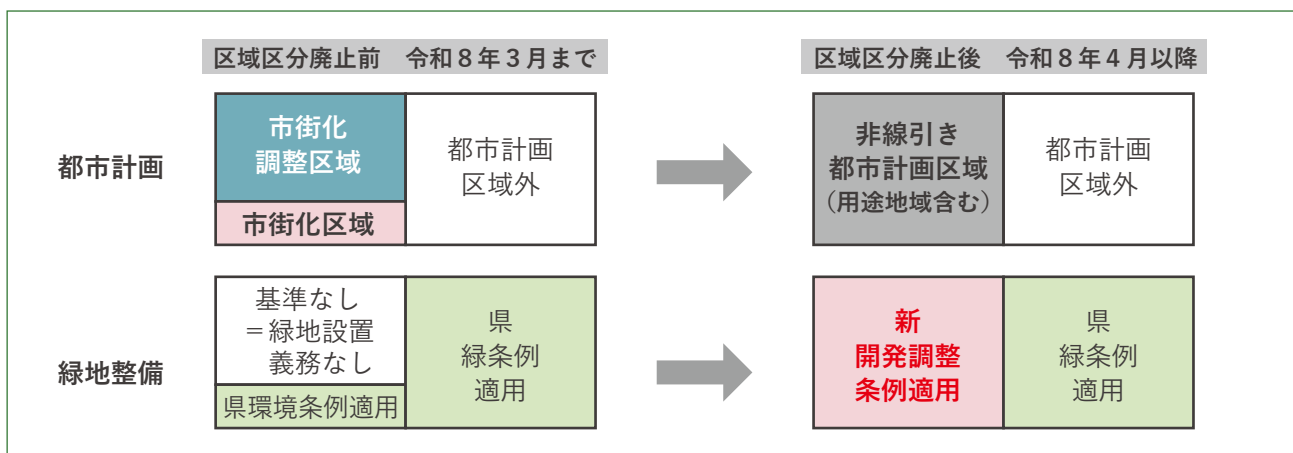 区域区分廃止前　令和８年３月まで
区域区分廃止後　令和８年４月以降
都市計画
市街化
調整区域
市街化区域
都市計画
区域外
非線引き
都市計画区域
（用途地域含む）
都市計画
区域外
緑地整備
基準なし
＝緑地設置
義務なし
県環境条例適用
県
緑条例
適用
新
開発調整
条例適用
県
緑条例
適用